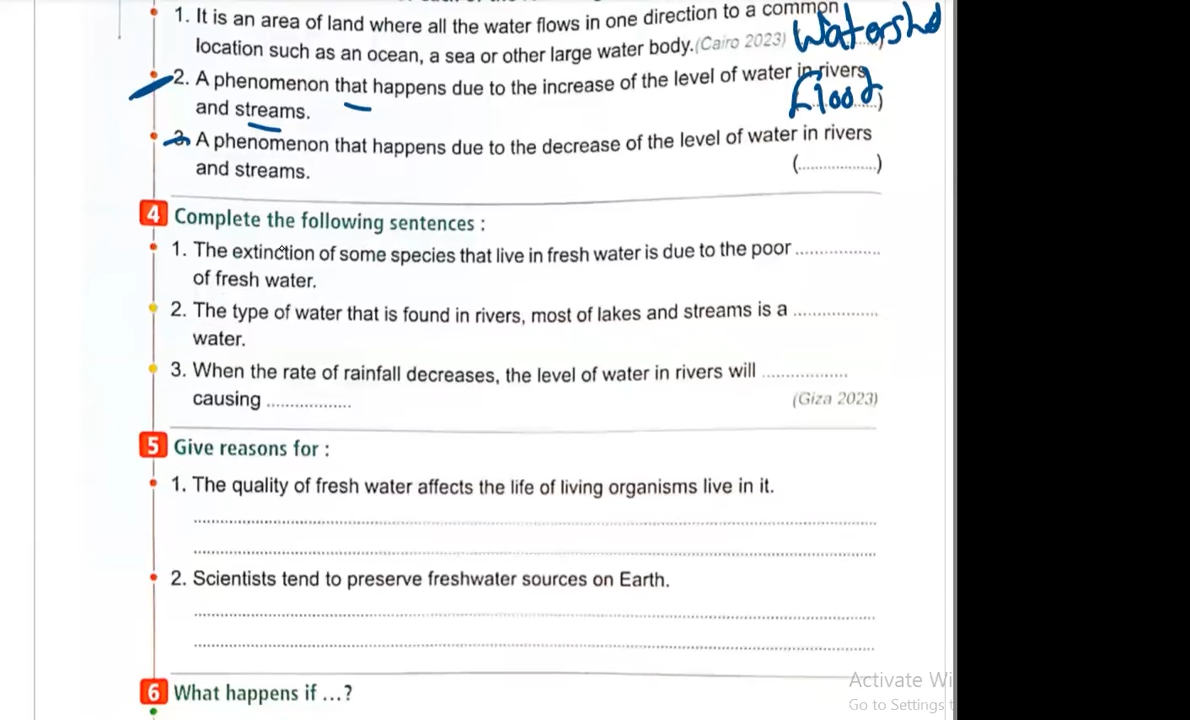 1. It is an area of land where all the water flows in one direction to a common
location such as an ocean, a sea or other large water body. (Cairo 2023) Watershd
2. A phenomenon that happens due to the increase of the level of water in rivers
and streams. Flood.....)
3. A phenomenon that happens due to the decrease of the level of water in rivers
and streams. (....................)
4 Complete the following sentences :
1. The extinction of some species that live in fresh water is due to the poor ..................
of fresh water.
2. The type of water that is found in rivers, most of lakes and streams is a ..................
water.
3. When the rate of rainfall decreases, the level of water in rivers will ..................
causing .................. (Giza 2023)
5 Give reasons for :
1. The quality of fresh water affects the life of living organisms live in it.
2. Scientists tend to preserve freshwater sources on Earth.
6 What happens if ...?
Activate Wi
Go to Settings t